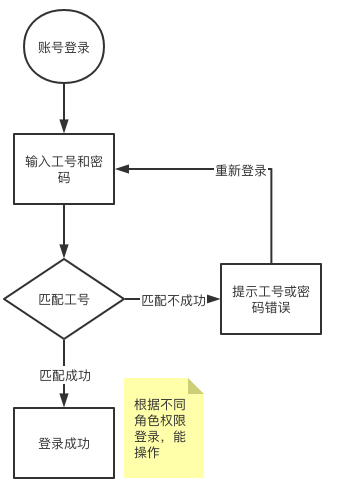 账号登录
输入工号和密
码
重新登录
匹配工号
匹配不成功
提示工号或密
码错误
匹配成功
根据不同
角色权限
登录，能
操作
登录成功